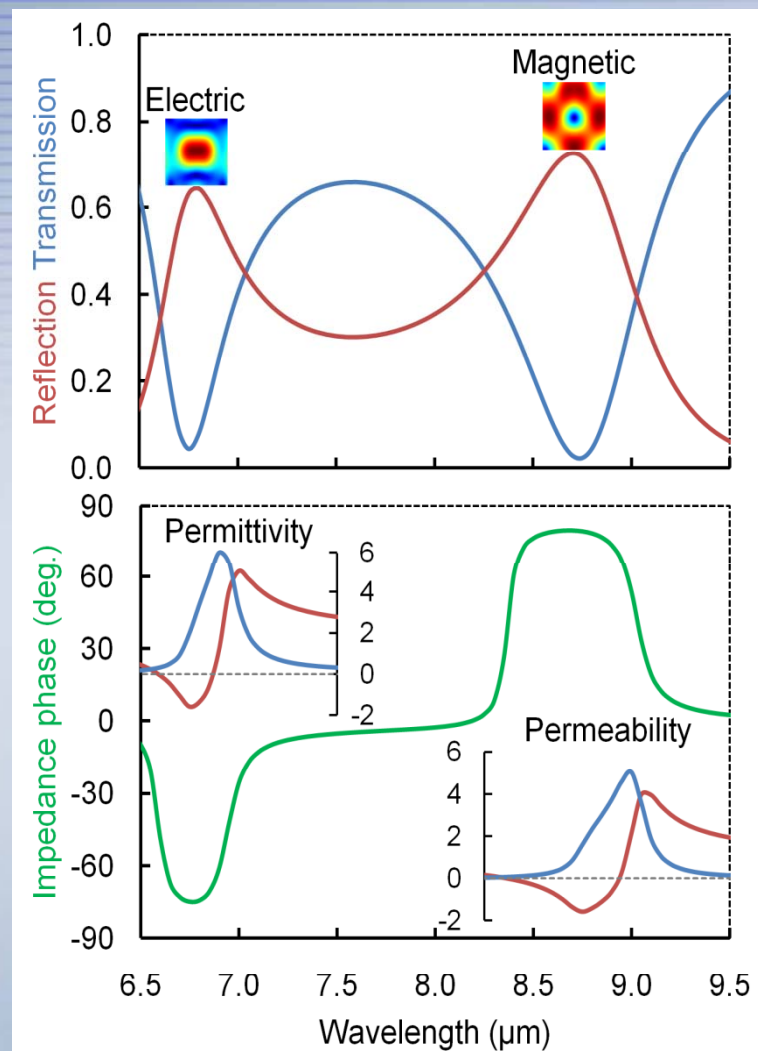 1.0
Electric
Magnetic
0.8
0.6
0.4
0.2
0.0
Reflection Transmission
90
60
30
0
-30
-60
-90
Impedance phase (deg.)
Permittivity
6
4
2
0
-2
Permeability
6
4
2
0
-2
6.5 7.0 7.5 8.0 8.5 9.0 9.5
Wavelength (µm)